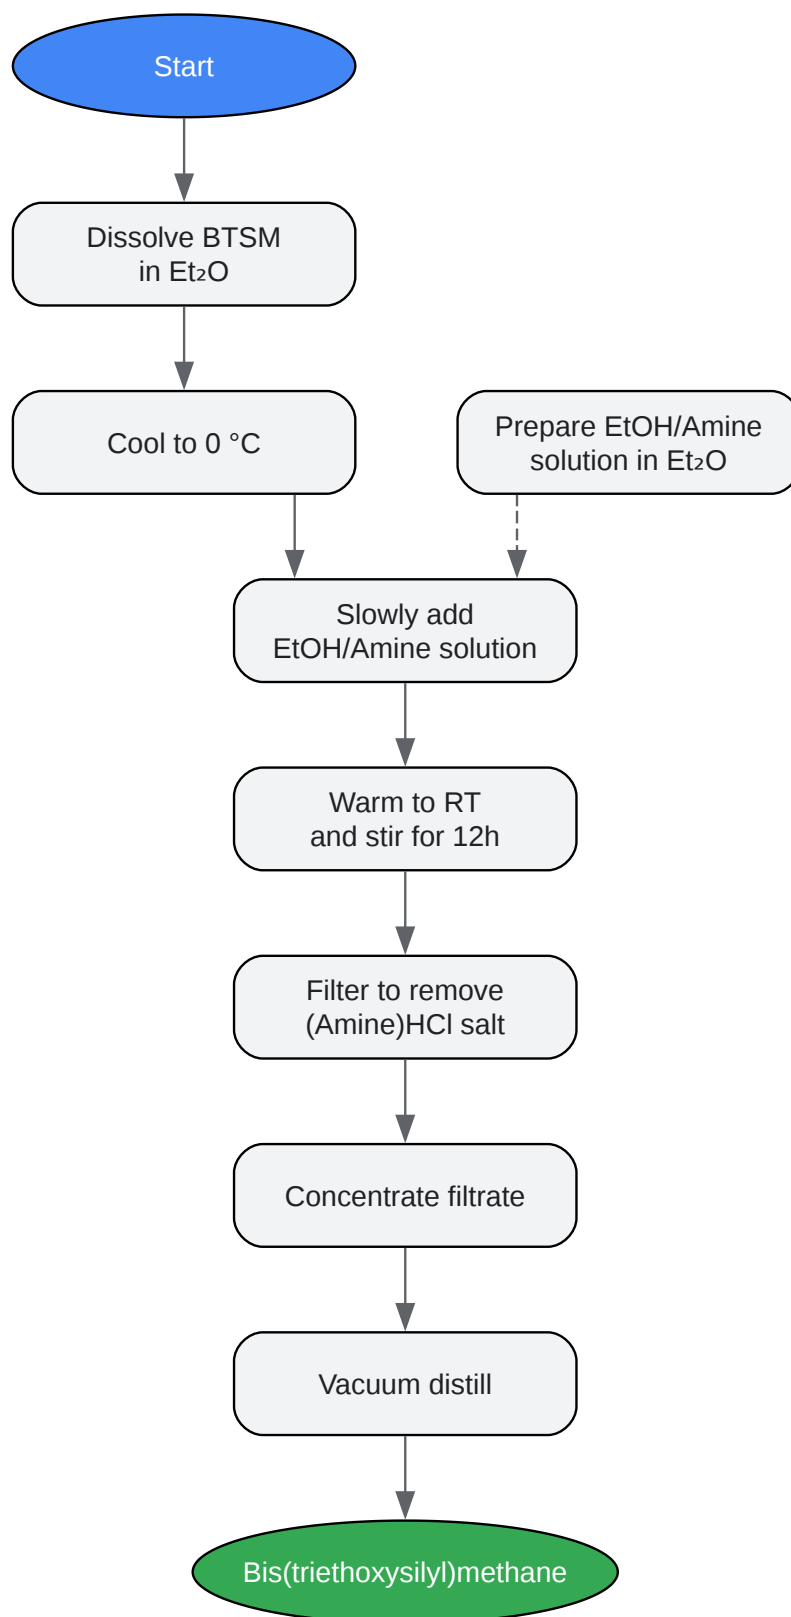 Start
Dissolve BTSM
in Et₂O
Cool to 0 °C
Prepare EtOH/Amine
solution in Et₂O
Slowly add
EtOH/Amine solution
Warm to RT
and stir for 12h
Filter to remove
(Amine)HCl salt
Concentrate filtrate
Vacuum distill
Bis(triethoxysilyl)methane